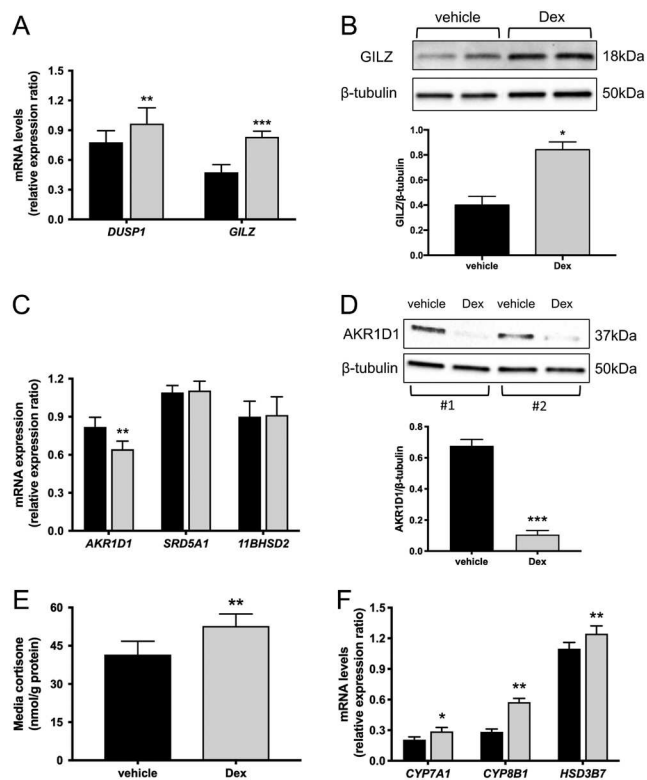 A
mRNA levels
(relative expression ratio)
1.5
1.2
0.9
0.6
0.3
0.0
**
***
DUSP1
GILZ
B
vehicle
Dex
GILZ
18kDa
β-tubulin
50kDa
GILZ/β-tubulin
1.0
0.8
0.6
0.4
0.2
0.0
*
vehicle
Dex
C
mRNA expression
(relative expression ratio)
1.5
1.2
0.9
0.6
0.3
0.0
**
AKR1D1
SRD5A1
11BHSD2
D
vehicle
Dex
vehicle
Dex
AKR1D1
37kDa
β-tubulin
50kDa
#1
#2
AKR1D1/β-tubulin
0.8
0.6
0.4
0.2
0.0
***
vehicle
Dex
E
Media cortisone
(nmol/g protein)
60
45
30
15
0
**
vehicle
Dex
F
mRNA levels
(relative expression ratio)
1.5
1.2
0.9
0.6
0.3
0.0
*
**
**
CYP7A1
CYP8B1
HSD3B7